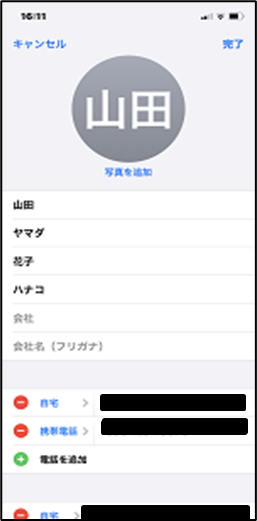 16:11
キャンセル 完了
山田
写真を追加
山田
ヤマダ
花子
ハナコ
会社
会社名（フリガナ）
自宅
携帯電話
電話を追加
自宅